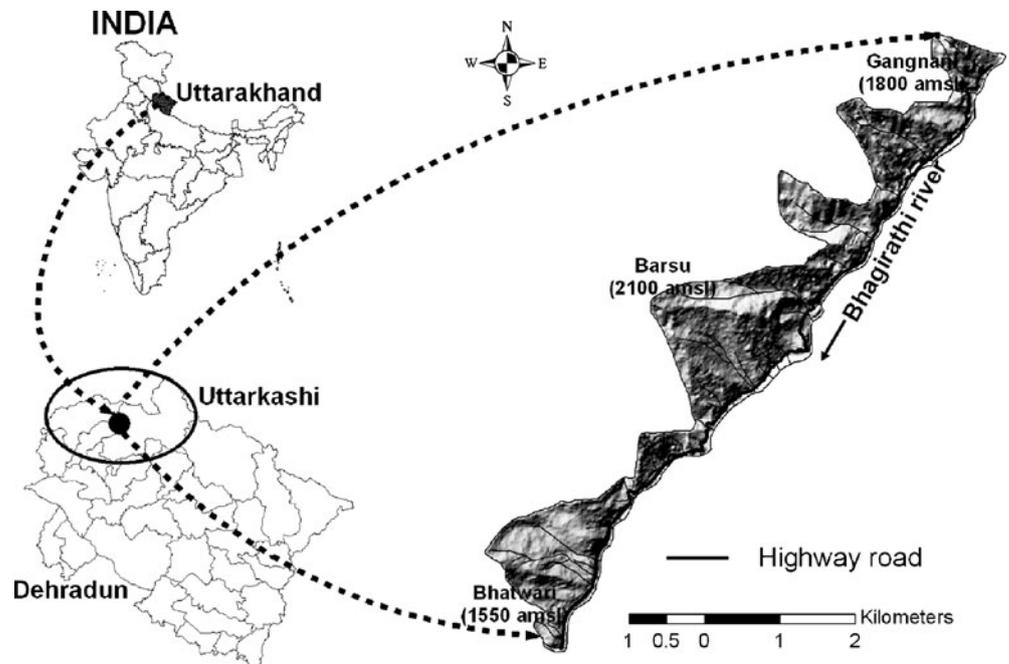 INDIA
Uttarakhand
N
W E
S
Gangnani
(1800 amsl)
Bhagirathi river
Barsu
(2100 amsl)
Uttarkashi
Dehradun
Bhatwari
(1550 amsl)
Highway road
Kilometers
1 0.5 0 1 2